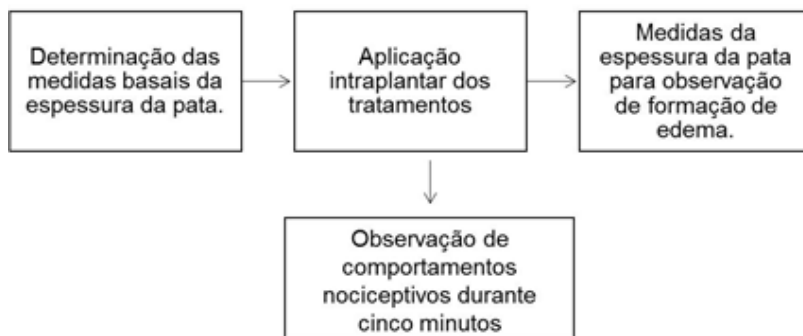 Determinação das
medidas basais da
espessura da pata.
Aplicação
intraplantar dos
tratamentos
Medidas da
espessura da pata
para observação
de formação de
edema.
Observação de
comportamentos
nociceptivos durante
cinco minutos